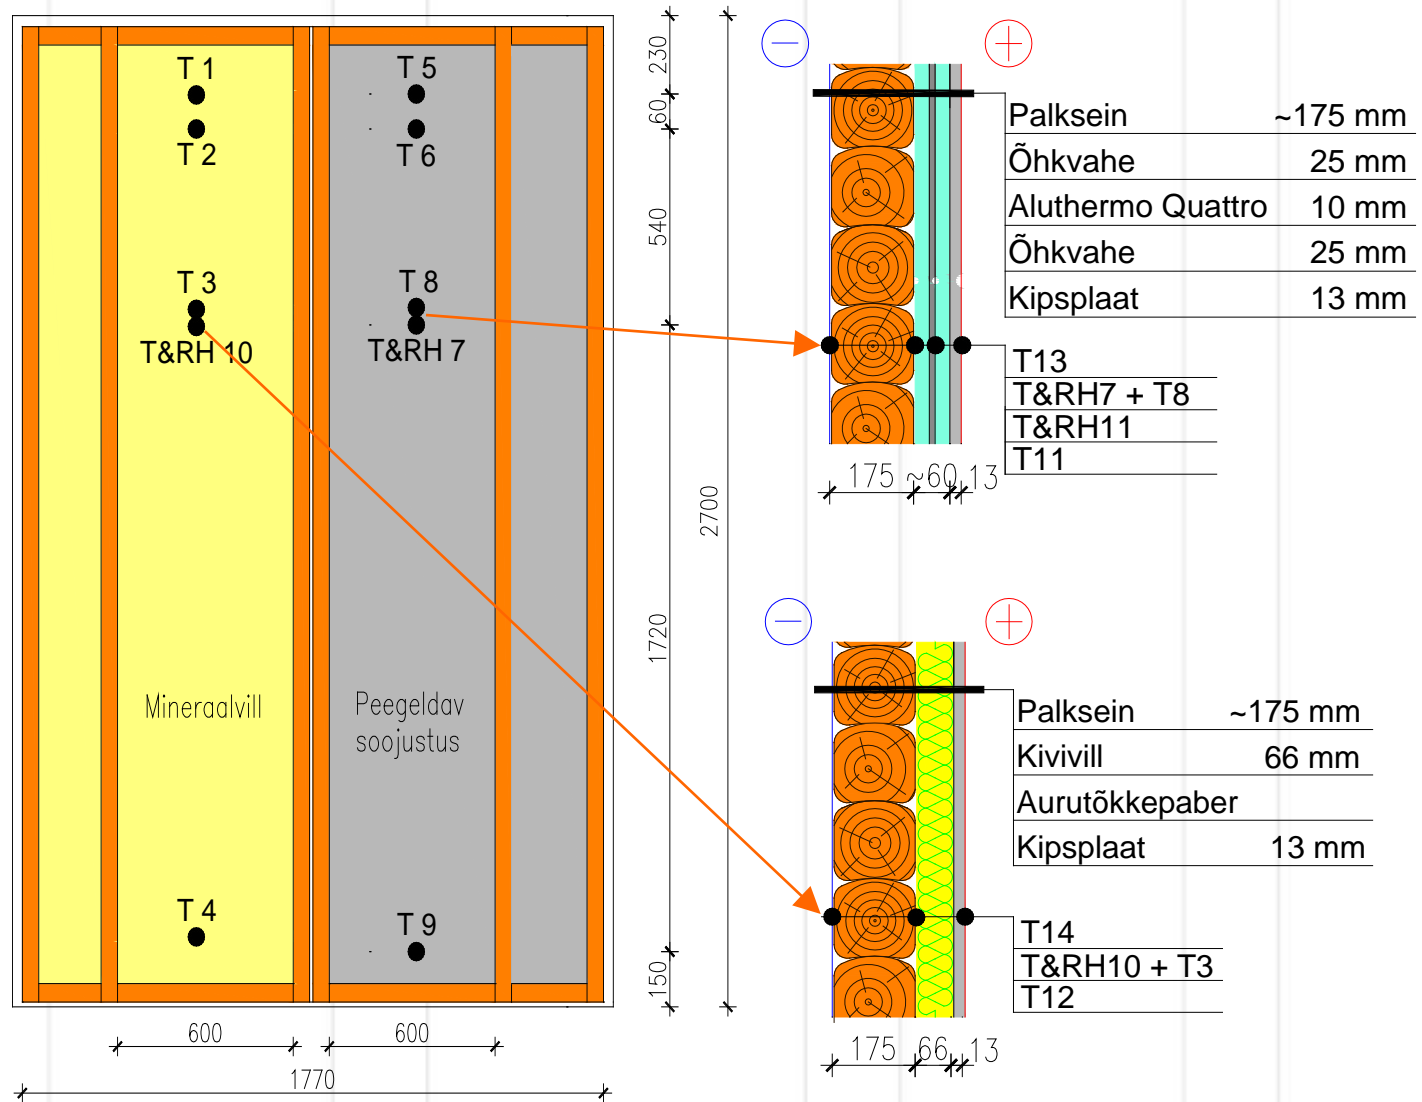 T 1
T 2
T 3
T&RH 10
T 4
Mineraalvill
T 5
T 6
T 8
T&RH 7
T 9
Peegeldav
soojustus
600
600
1770
230
60
540
1720
150
2700
Palksein ~175 mm
Õhkvahe 25 mm
Aluthermo Quattro 10 mm
Õhkvahe 25 mm
Kipsplaat 13 mm
T13
T&RH7 + T8
T&RH11
T11
175 ~60 13
Palksein ~175 mm
Kivivill 66 mm
Aurutõkkepaber
Kipsplaat 13 mm
T14
T&RH10 + T3
T12
175 66 13